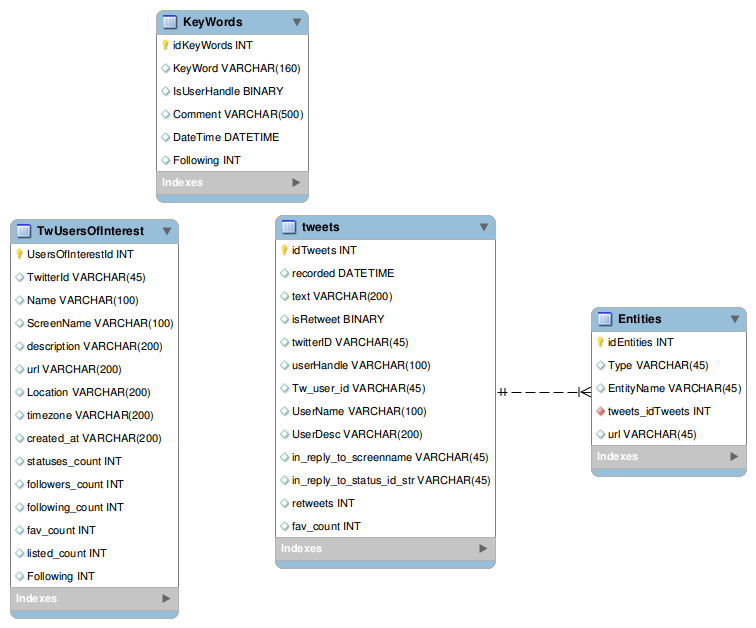 KeyWords
idKeyWords INT
KeyWord VARCHAR(160)
IsUserHandle BINARY
Comment VARCHAR(500)
DateTime DATETIME
Following INT
Indexes
TwUsersOfInterest
UsersOfInterestId INT
TwitterId VARCHAR(45)
Name VARCHAR(100)
ScreenName VARCHAR(100)
description VARCHAR(200)
url VARCHAR(200)
Location VARCHAR(200)
timezone VARCHAR(200)
created_at VARCHAR(200)
statuses_count INT
followers_count INT
following_count INT
fav_count INT
listed_count INT
Following INT
Indexes
tweets
idTweets INT
recorded DATETIME
text VARCHAR(200)
isRetweet BINARY
twitterID VARCHAR(45)
userHandle VARCHAR(100)
Tw_user_id VARCHAR(45)
UserName VARCHAR(100)
UserDesc VARCHAR(200)
in_reply_to_screenname VARCHAR(45)
in_reply_to_status_id_str VARCHAR(45)
retweets INT
fav_count INT
Indexes
Entities
idEntities INT
Type VARCHAR(45)
EntityName VARCHAR(45)
tweets_idTweets INT
url VARCHAR(45)
Indexes